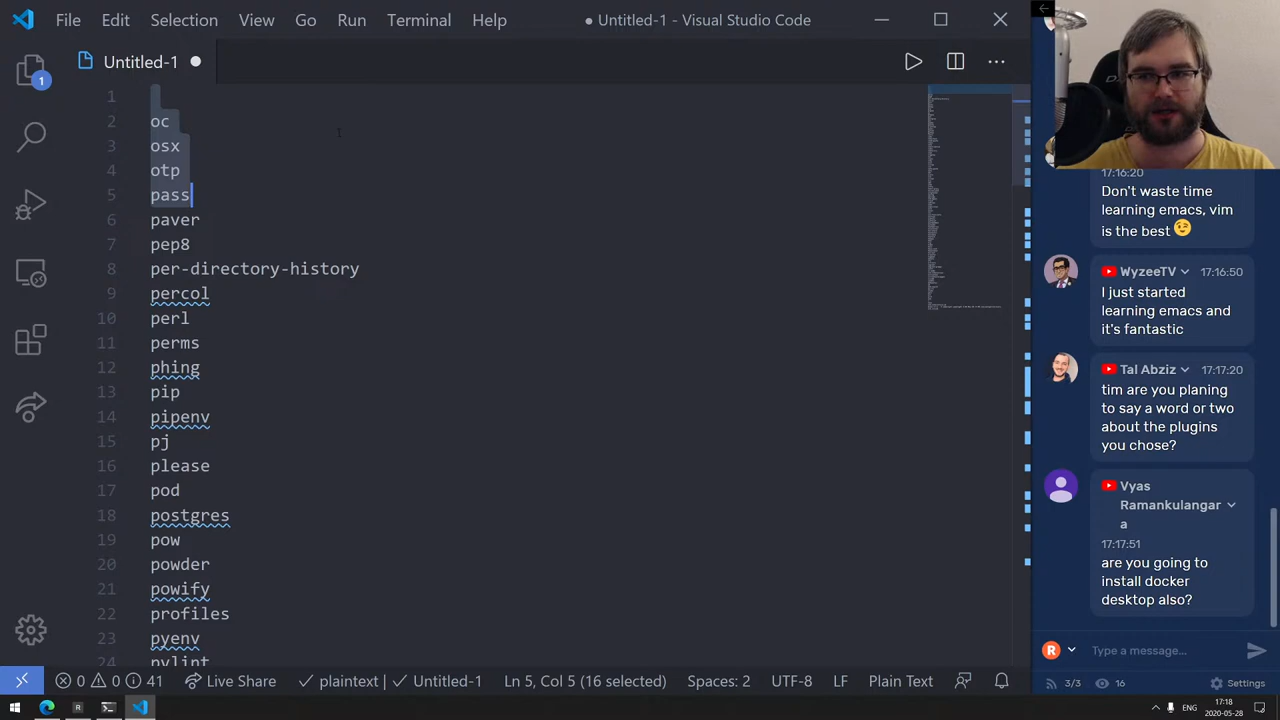 File Edit Selection View Go Run Terminal Help ● Untitled-1 - Visual Studio Code
Untitled-1 ●
1
1
2 oc
3 osx
4 otp
5 pass
6 paver
7 pep8
8 per-directory-history
9 percol
10 perl
11 perms
12 phing
13 pip
14 pipenv
15 pj
16 please
17 pod
18 postgres
19 pow
20 powder
21 powify
22 profiles
23 pyenv
24 pylint
0 0 41 Live Share ✓ plaintext | ✓ Untitled-1 Ln 5, Col 5 (16 selected) Spaces: 2 UTF-8 LF Plain Text
17:16:20
Don't waste time
learning emacs, vim
is the best 😉
WyzeeTV 17:16:50
I just started
learning emacs and
it's fantastic
Tal Abziz 17:17:20
tim are you planing
to say a word or two
about the plugins
you chose?
Vyas
Ramankulangar
a
17:17:51
are you going to
install docker
desktop also?
R Type a message...
3/3 16 Settings
R ENG 17:18
2020-05-28